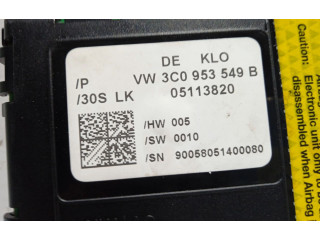 DE KLO
/P VW 3C0 953 549 B
/30S LK 05113820
/HW 005
/SW 0010
/SN 90058051400080
Caution:
Electronic
unit only to
disassembled
when Airbag